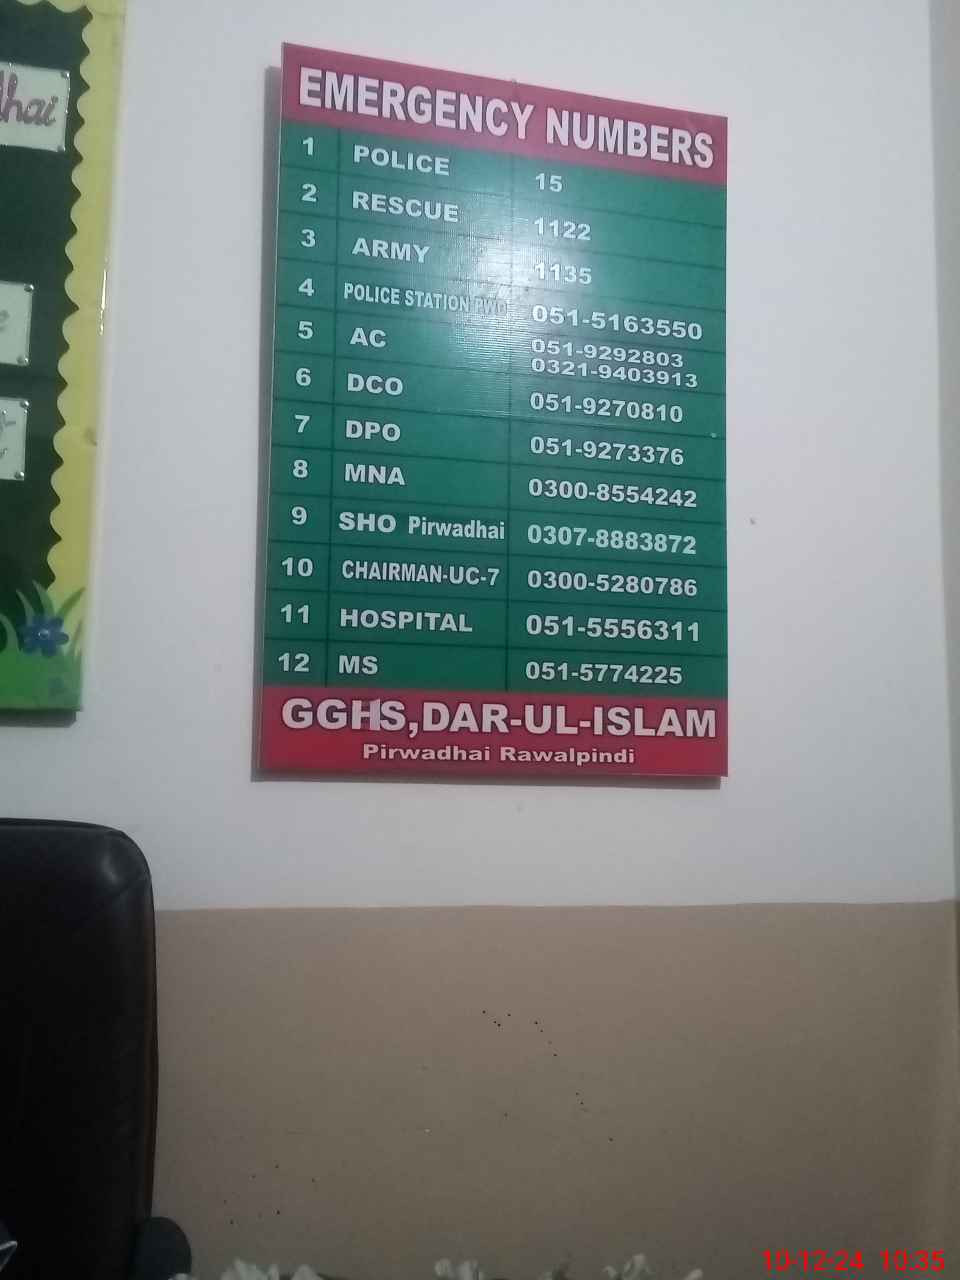 EMERGENCY NUMBERS
1 POLICE 15
2 RESCUE 1122
3 ARMY 1135
4 POLICE STATION PWD 051-5163550
5 AC 051-9292803
0321-9403913
6 DCO 051-9270810
7 DPO 051-9273376
8 MNA 0300-8554242
9 SHO Pirwadhai 0307-8883872
10 CHAIRMAN-UC-7 0300-5280786
11 HOSPITAL 051-5556311
12 MS 051-5774225
GGHS,DAR-UL-ISLAM
Pirwadhai Rawalpindi
10-12-24 10:35